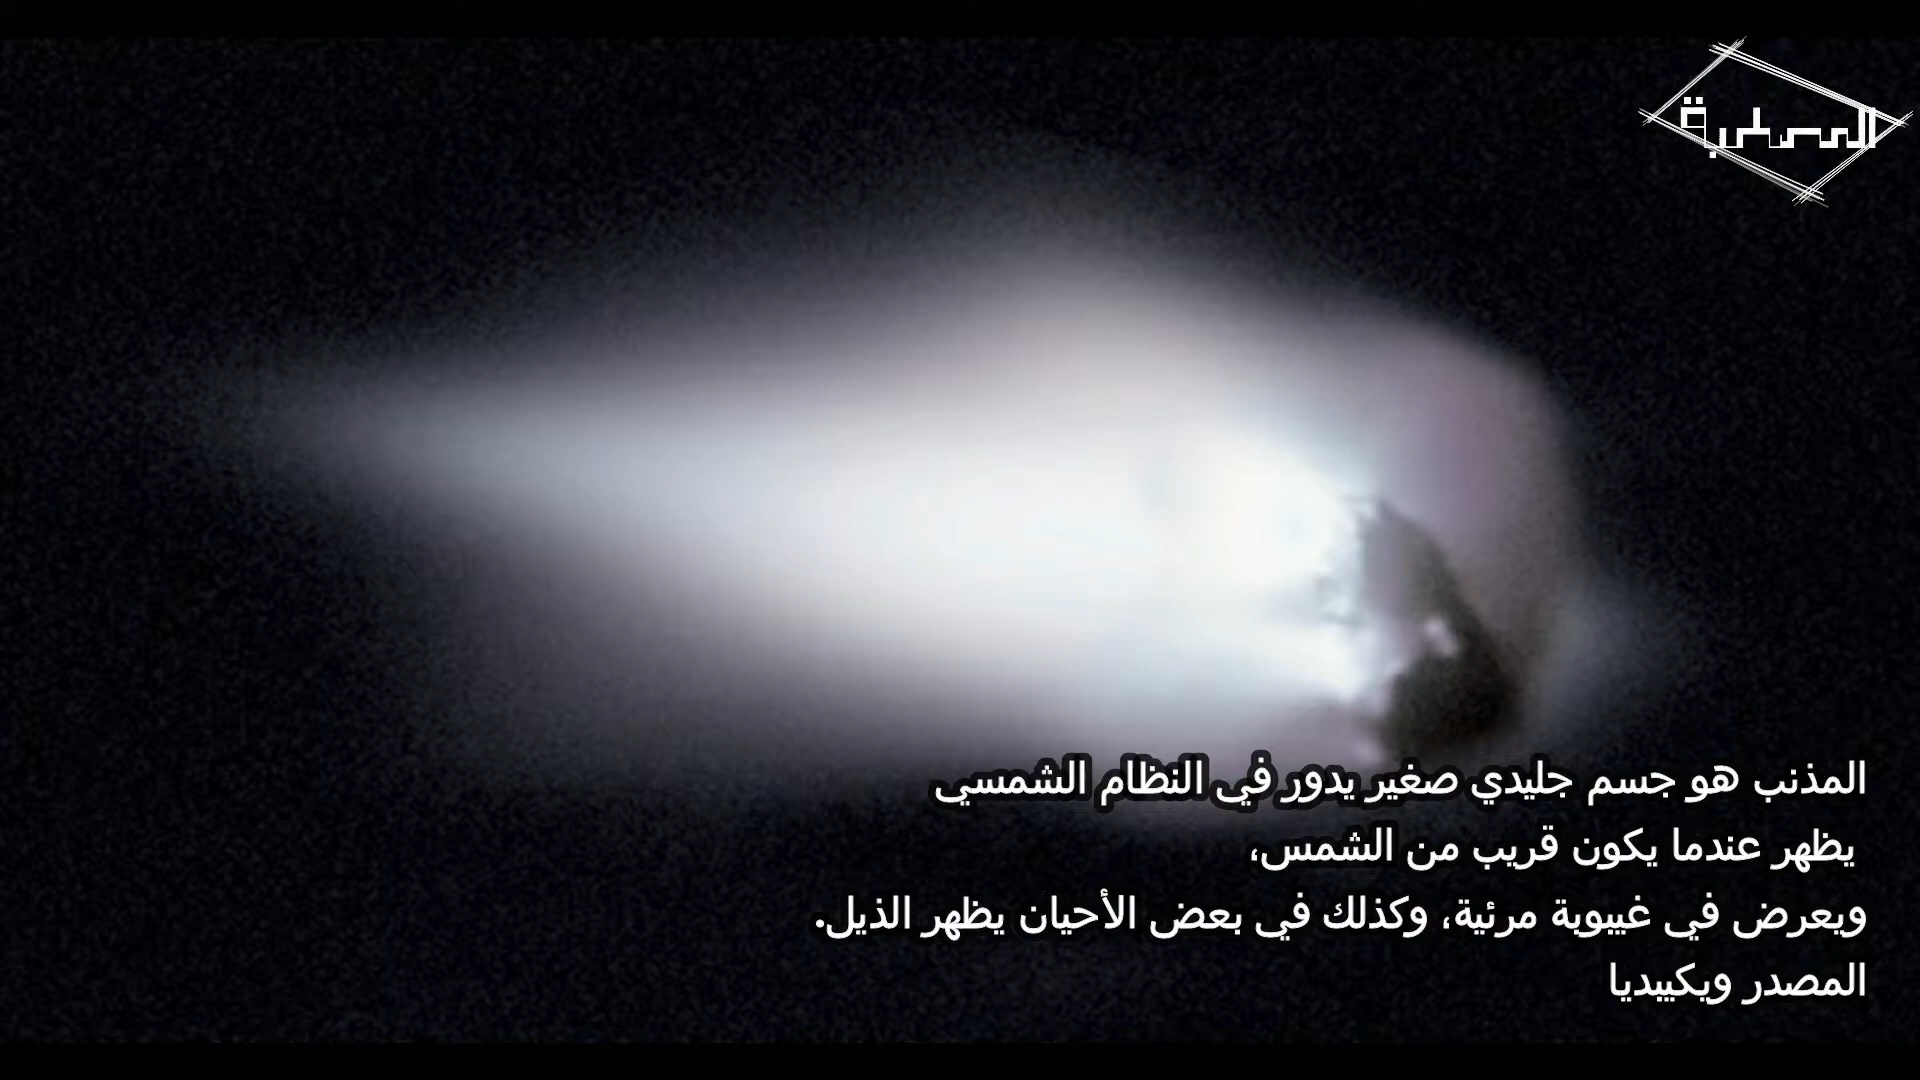 المذنب هو جسم جليدي صغير يدور في النظام الشمسي
يظهر عندما يكون قريب من الشمس،
ويعرض في غيبوبة مرئية، وكذلك في بعض الأحيان يظهر الذيل.
المصدر ويكيبديا